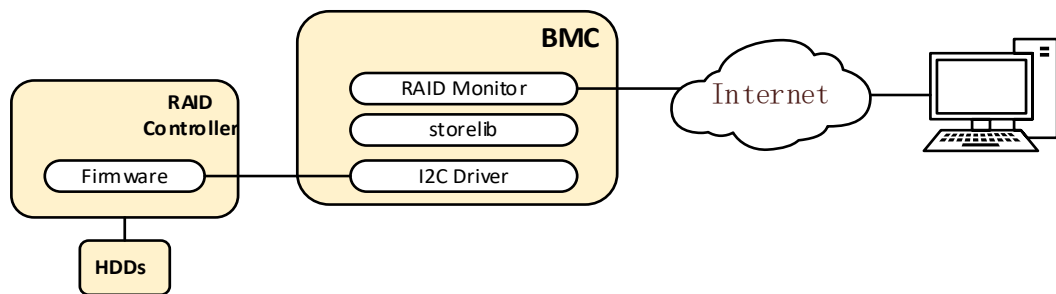 BMC
RAID Monitor
storelib
I2C Driver
RAID
Controller
Firmware
HDDs
Internet